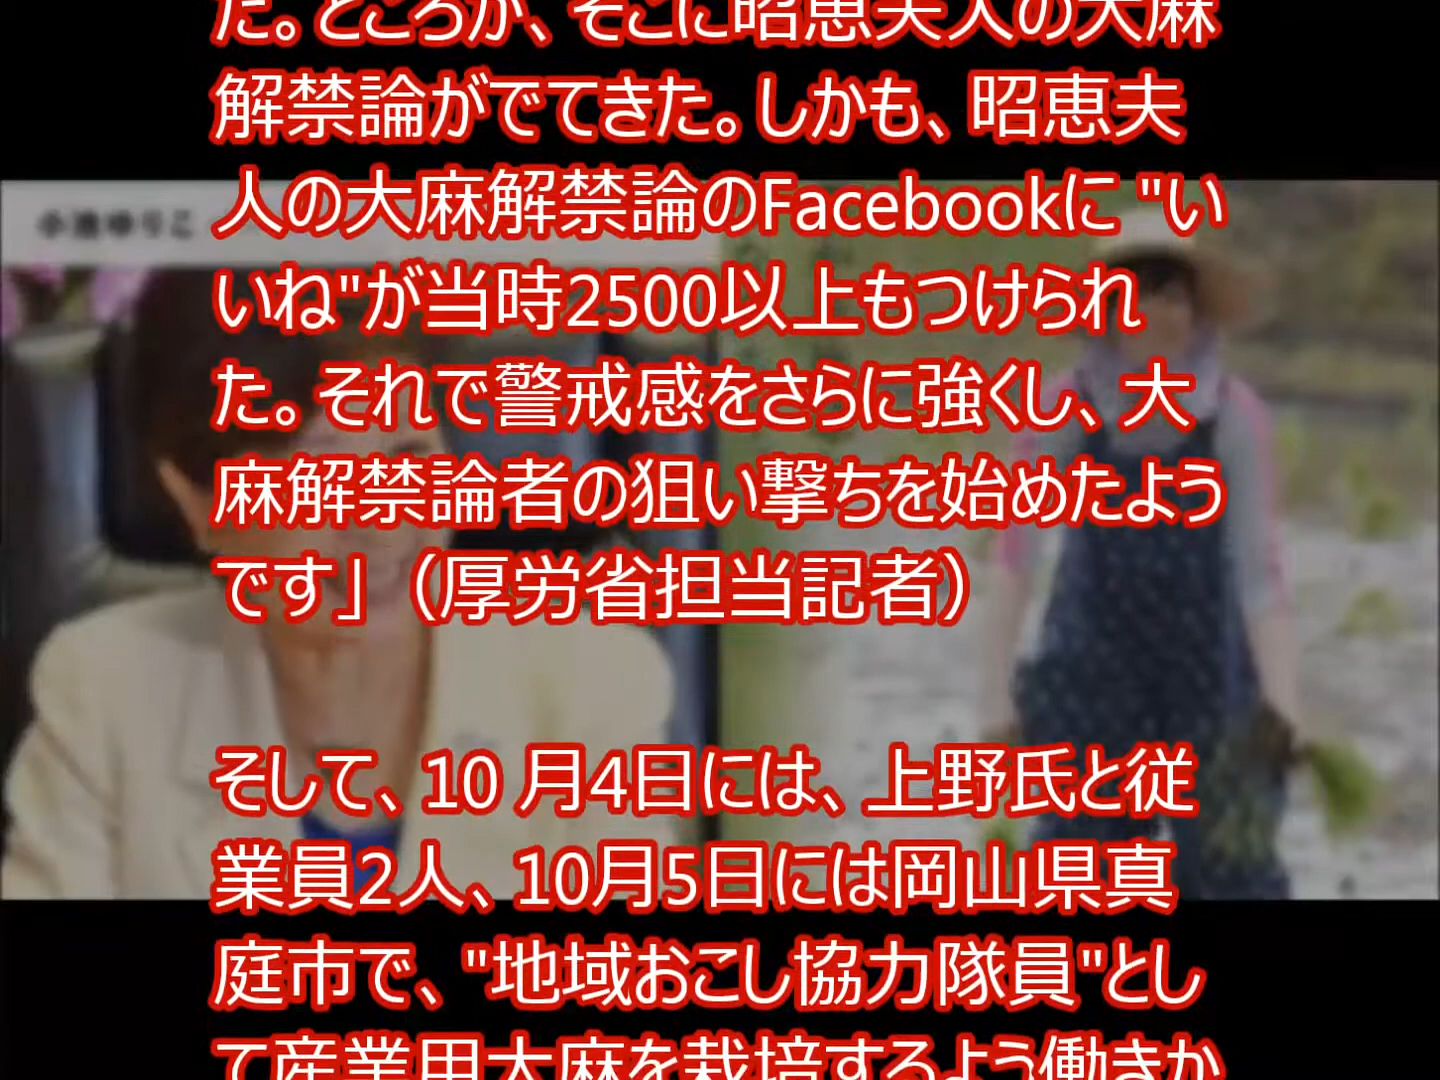 た。ところが、そこに昭恵夫人の大麻
解禁論がでてきた。しかも、昭恵夫
人の大麻解禁論のFacebookに "い
いね"が当時2500以上もつけられ
た。それで警戒感をさらに強くし、大
麻解禁論者の狙い撃ちを始めたよう
です」（厚労省担当記者）
そして、10 月4日には、上野氏と従
業員2人、10月5日には岡山県真
庭市で、"地域おこし協力隊員"とし
て産業用大麻を栽培するよう働きか
小池ゆりこ